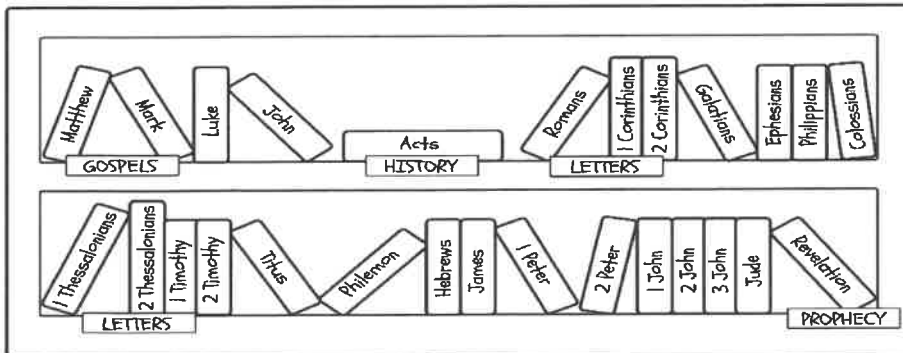 Matthew
Mark
Luke
John
Acts
Romans
1 Corinthians
2 Corinthians
Galatians
Ephesians
Philippians
Colossians
GOSPELS
HISTORY
LETTERS
1 Thessalonians
2 Thessalonians
1 Timothy
2 Timothy
Titus
Philemon
Hebrews
James
1 Peter
2 Peter
1 John
2 John
3 John
Jude
Revelation
LETTERS
PROPHECY